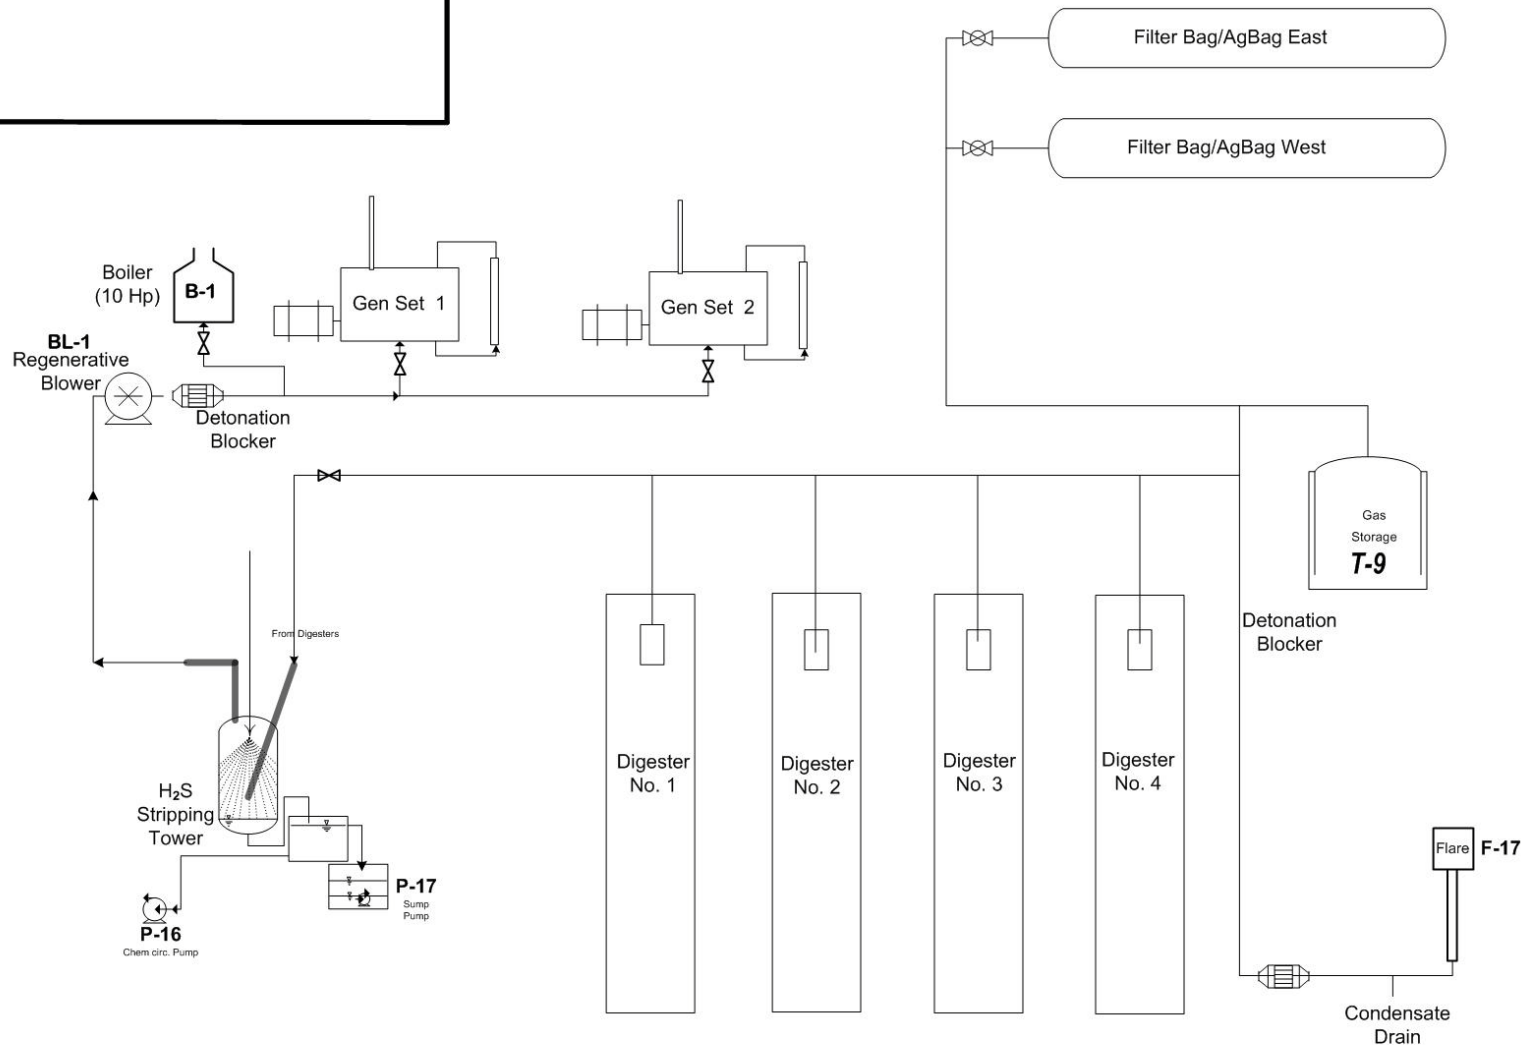 Filter Bag/AgBag East
Filter Bag/AgBag West
Boiler
(10 Hp)
B-1
Gen Set 1
Gen Set 2
BL-1
Regenerative
Blower
Detonation
Blocker
Gas
Storage
T-9
From Digesters
Detonation
Blocker
H₂S
Stripping
Tower
Digester
No. 1
Digester
No. 2
Digester
No. 3
Digester
No. 4
Flare
F-17
P-17
Sump
Pump
P-16
Chem circ. Pump
Condensate
Drain